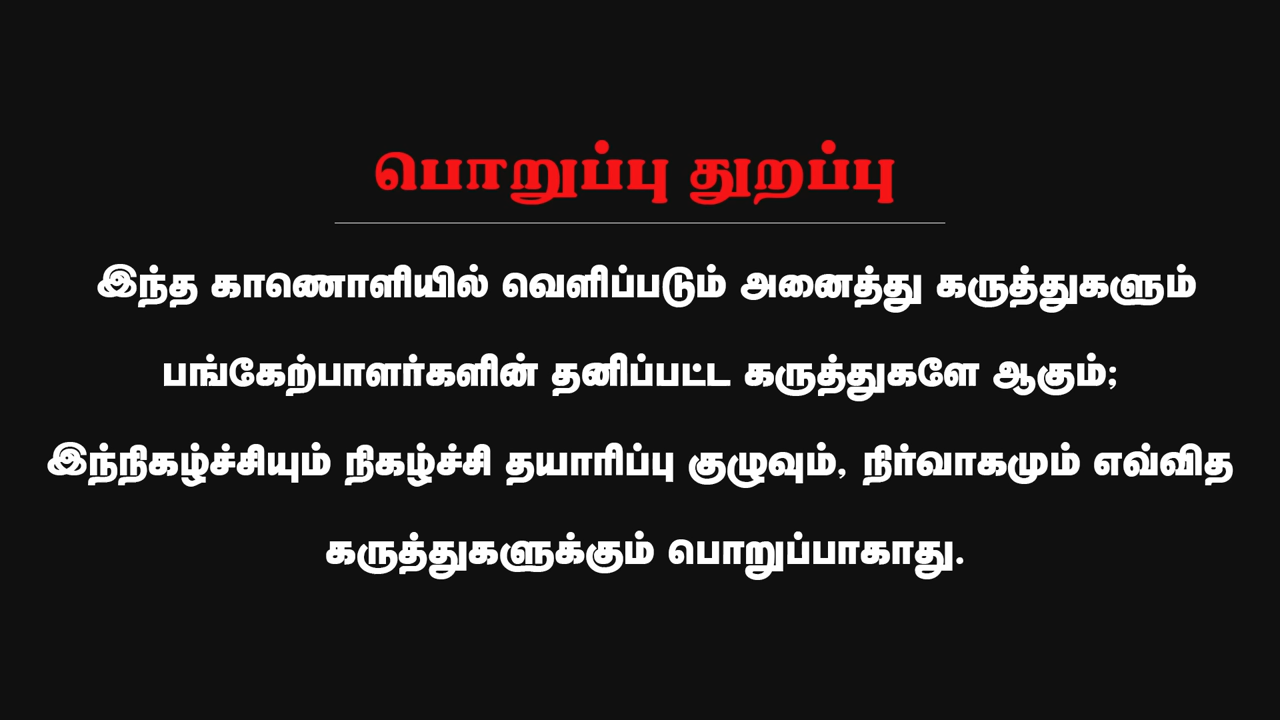 பொறுப்பு துறப்பு
இந்த காணொளியில் வெளிப்படும் அனைத்து கருத்துகளும்
பங்கேற்பாளர்களின் தனிப்பட்ட கருத்துகளே ஆகும்;
இந்நிகழ்ச்சியும் நிகழ்ச்சி தயாரிப்பு குழுவும், நிர்வாகமும் எவ்வித
கருத்துகளுக்கும் பொறுப்பாகாது.